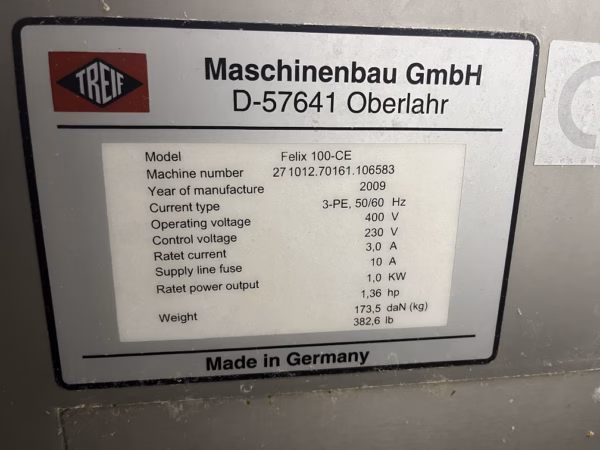 TREIF
Maschinenbau GmbH
D-57641 Oberlahr
Model Felix 100-CE
Machine number 271012.70161.106583
Year of manufacture 2009
Current type 3-PE, 50/60 Hz
Operating voltage 400 V
Control voltage 230 V
Ratet current 3,0 A
Supply line fuse 10 A
Ratet power output 1,0 KW
1,36 hp
Weight 173,5 daN (kg)
382,6 lb
Made in Germany